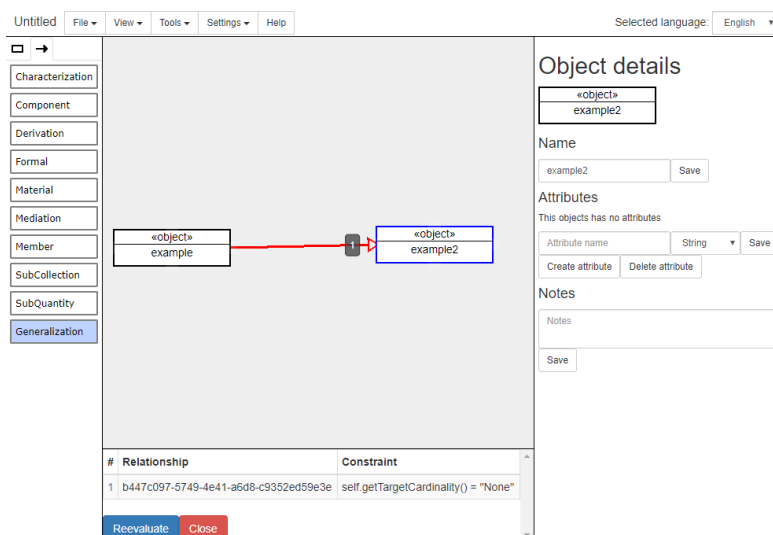 Untitled File View Tools Settings Help Selected language: English
Characterization
Component
Derivation
Formal
Material
Mediation
Member
SubCollection
SubQuantity
Generalization
«object»
example
1
«object»
example2
# Relationship Constraint
1 b447c097-5749-4e41-a6d8-c9352ed59e3e self.getTargetCardinality() = "None"
Reevaluate Close
Object details
«object»
example2
Name
example2 Save
Attributes
This objects has no attributes
Attribute name String Save
Create attribute Delete attribute
Notes
Notes
Save